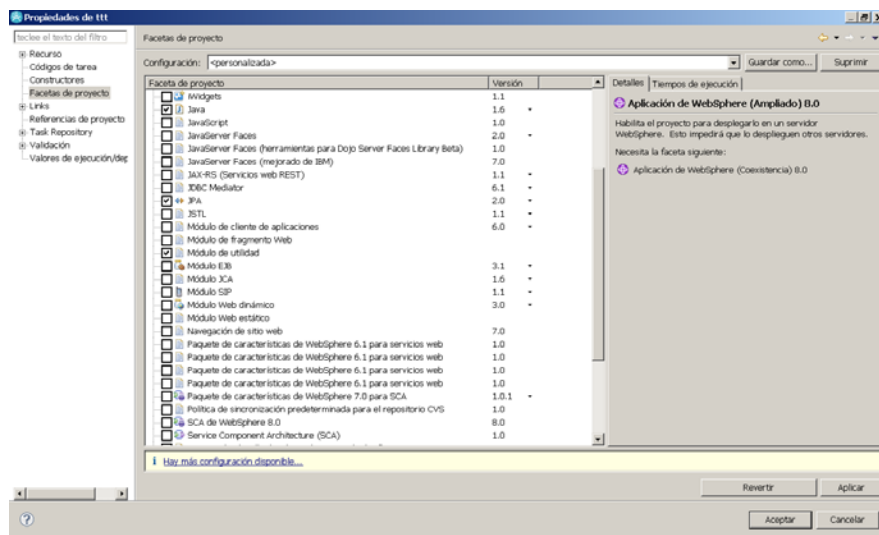 Propiedades de ttt
teclee el texto del filtro
Recurso
Códigos de tarea
Constructores
Facetas de proyecto
Links
Referencias de proyecto
Task Repository
Validación
Valores de ejecución/dep
Facetas de proyecto
Configuración: <personalizada> Guardar como... Suprimir
Faceta de proyecto Versión
iWidgets 1.1
Java 1.6
JavaScript 1.0
JavaServer Faces 2.0
JavaServer Faces (herramientas para Dojo Server Faces Library Beta) 1.0
JavaServer Faces (mejorado de IBM) 7.0
JAX-RS (Servicios web REST) 1.1
JDBC Mediator 6.1
JPA 2.0
JSTL 1.1
Módulo de cliente de aplicaciones 6.0
Módulo de fragmento Web
Módulo de utilidad
Módulo EJB 3.1
Módulo JCA 1.6
Módulo SIP 1.1
Módulo Web dinámico 3.0
Módulo Web estático
Navegación de sitio web 7.0
Paquete de características de WebSphere 6.1 para servicios web 1.0
Paquete de características de WebSphere 6.1 para servicios web 1.0
Paquete de características de WebSphere 6.1 para servicios web 1.0
Paquete de características de WebSphere 6.1 para servicios web 1.0
Paquete de características de WebSphere 7.0 para SCA 1.0.1
Política de sincronización predeterminada para el repositorio CVS 1.0
SCA de WebSphere 8.0 8.0
Service Component Architecture (SCA) 1.0
Detalles Tiempos de ejecución
Aplicación de WebSphere (Ampliado) 8.0
Habilita el proyecto para desplegarlo en un servidor
WebSphere. Esto impedirá que lo desplieguen otros servidores.
Necesita la faceta siguiente:
Aplicación de WebSphere (Coexistencia) 8.0
Hay más configuración disponible...
Revertir Aplicar
Aceptar Cancelar